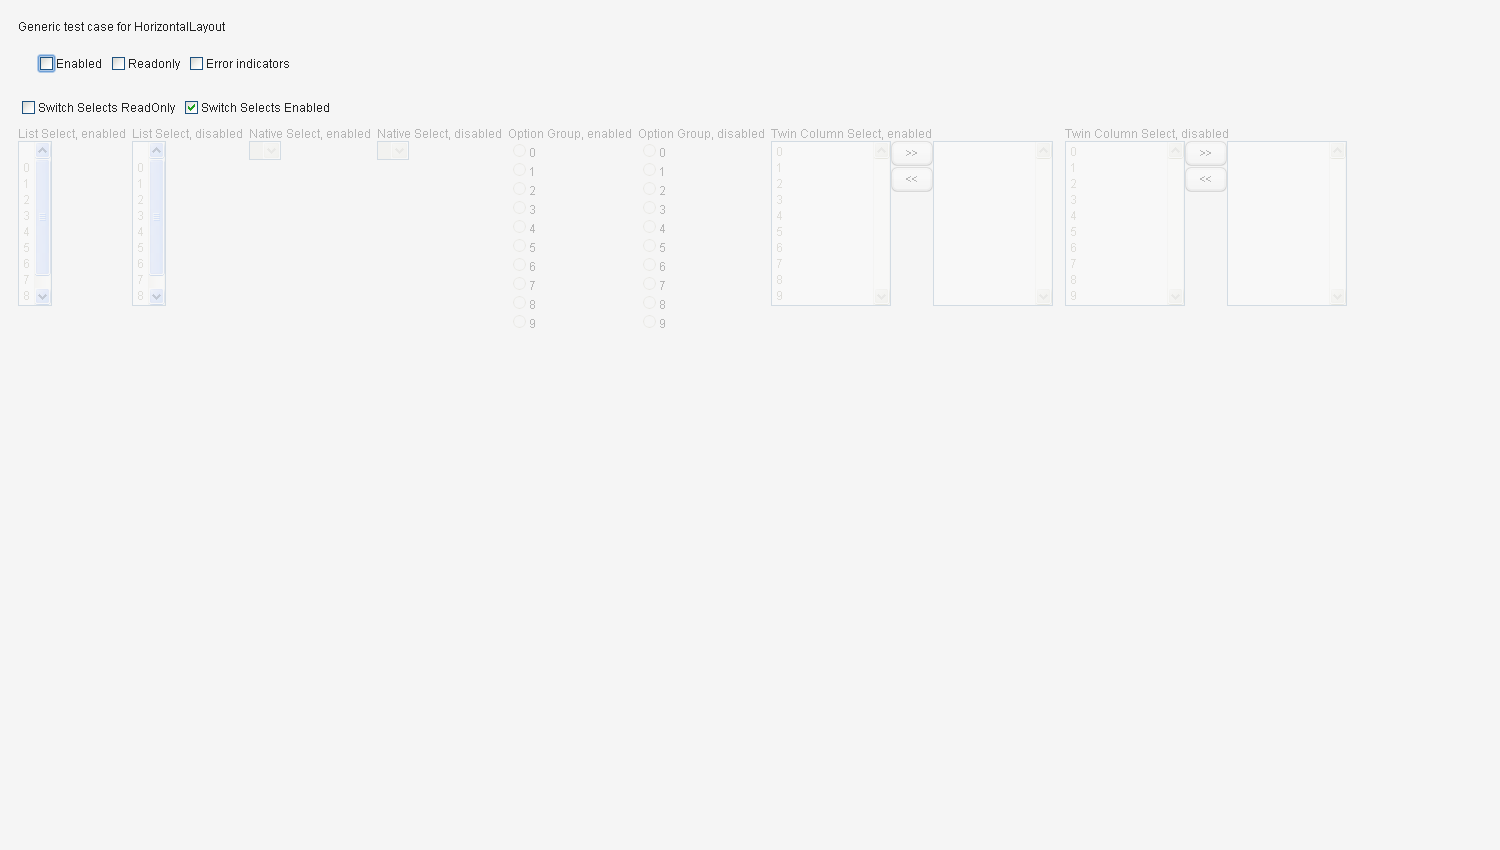 Generic test case for HorizontalLayout
Enabled Readonly Error indicators
Switch Selects ReadOnly Switch Selects Enabled
List Select, enabled List Select, disabled Native Select, enabled Native Select, disabled Option Group, enabled Option Group, disabled Twin Column Select, enabled Twin Column Select, disabled
0 0 0 >> 0 >>
0 0 1 1 1 1
1 1 2 2 2 << 2 <<
2 2 3 3 3 3
3 3 4 4 4 4
4 4 5 5 5 5
5 5 6 6 6 6
6 6 7 7 7 7
7 7 8 8 8 8
8 8 9 9 9 9